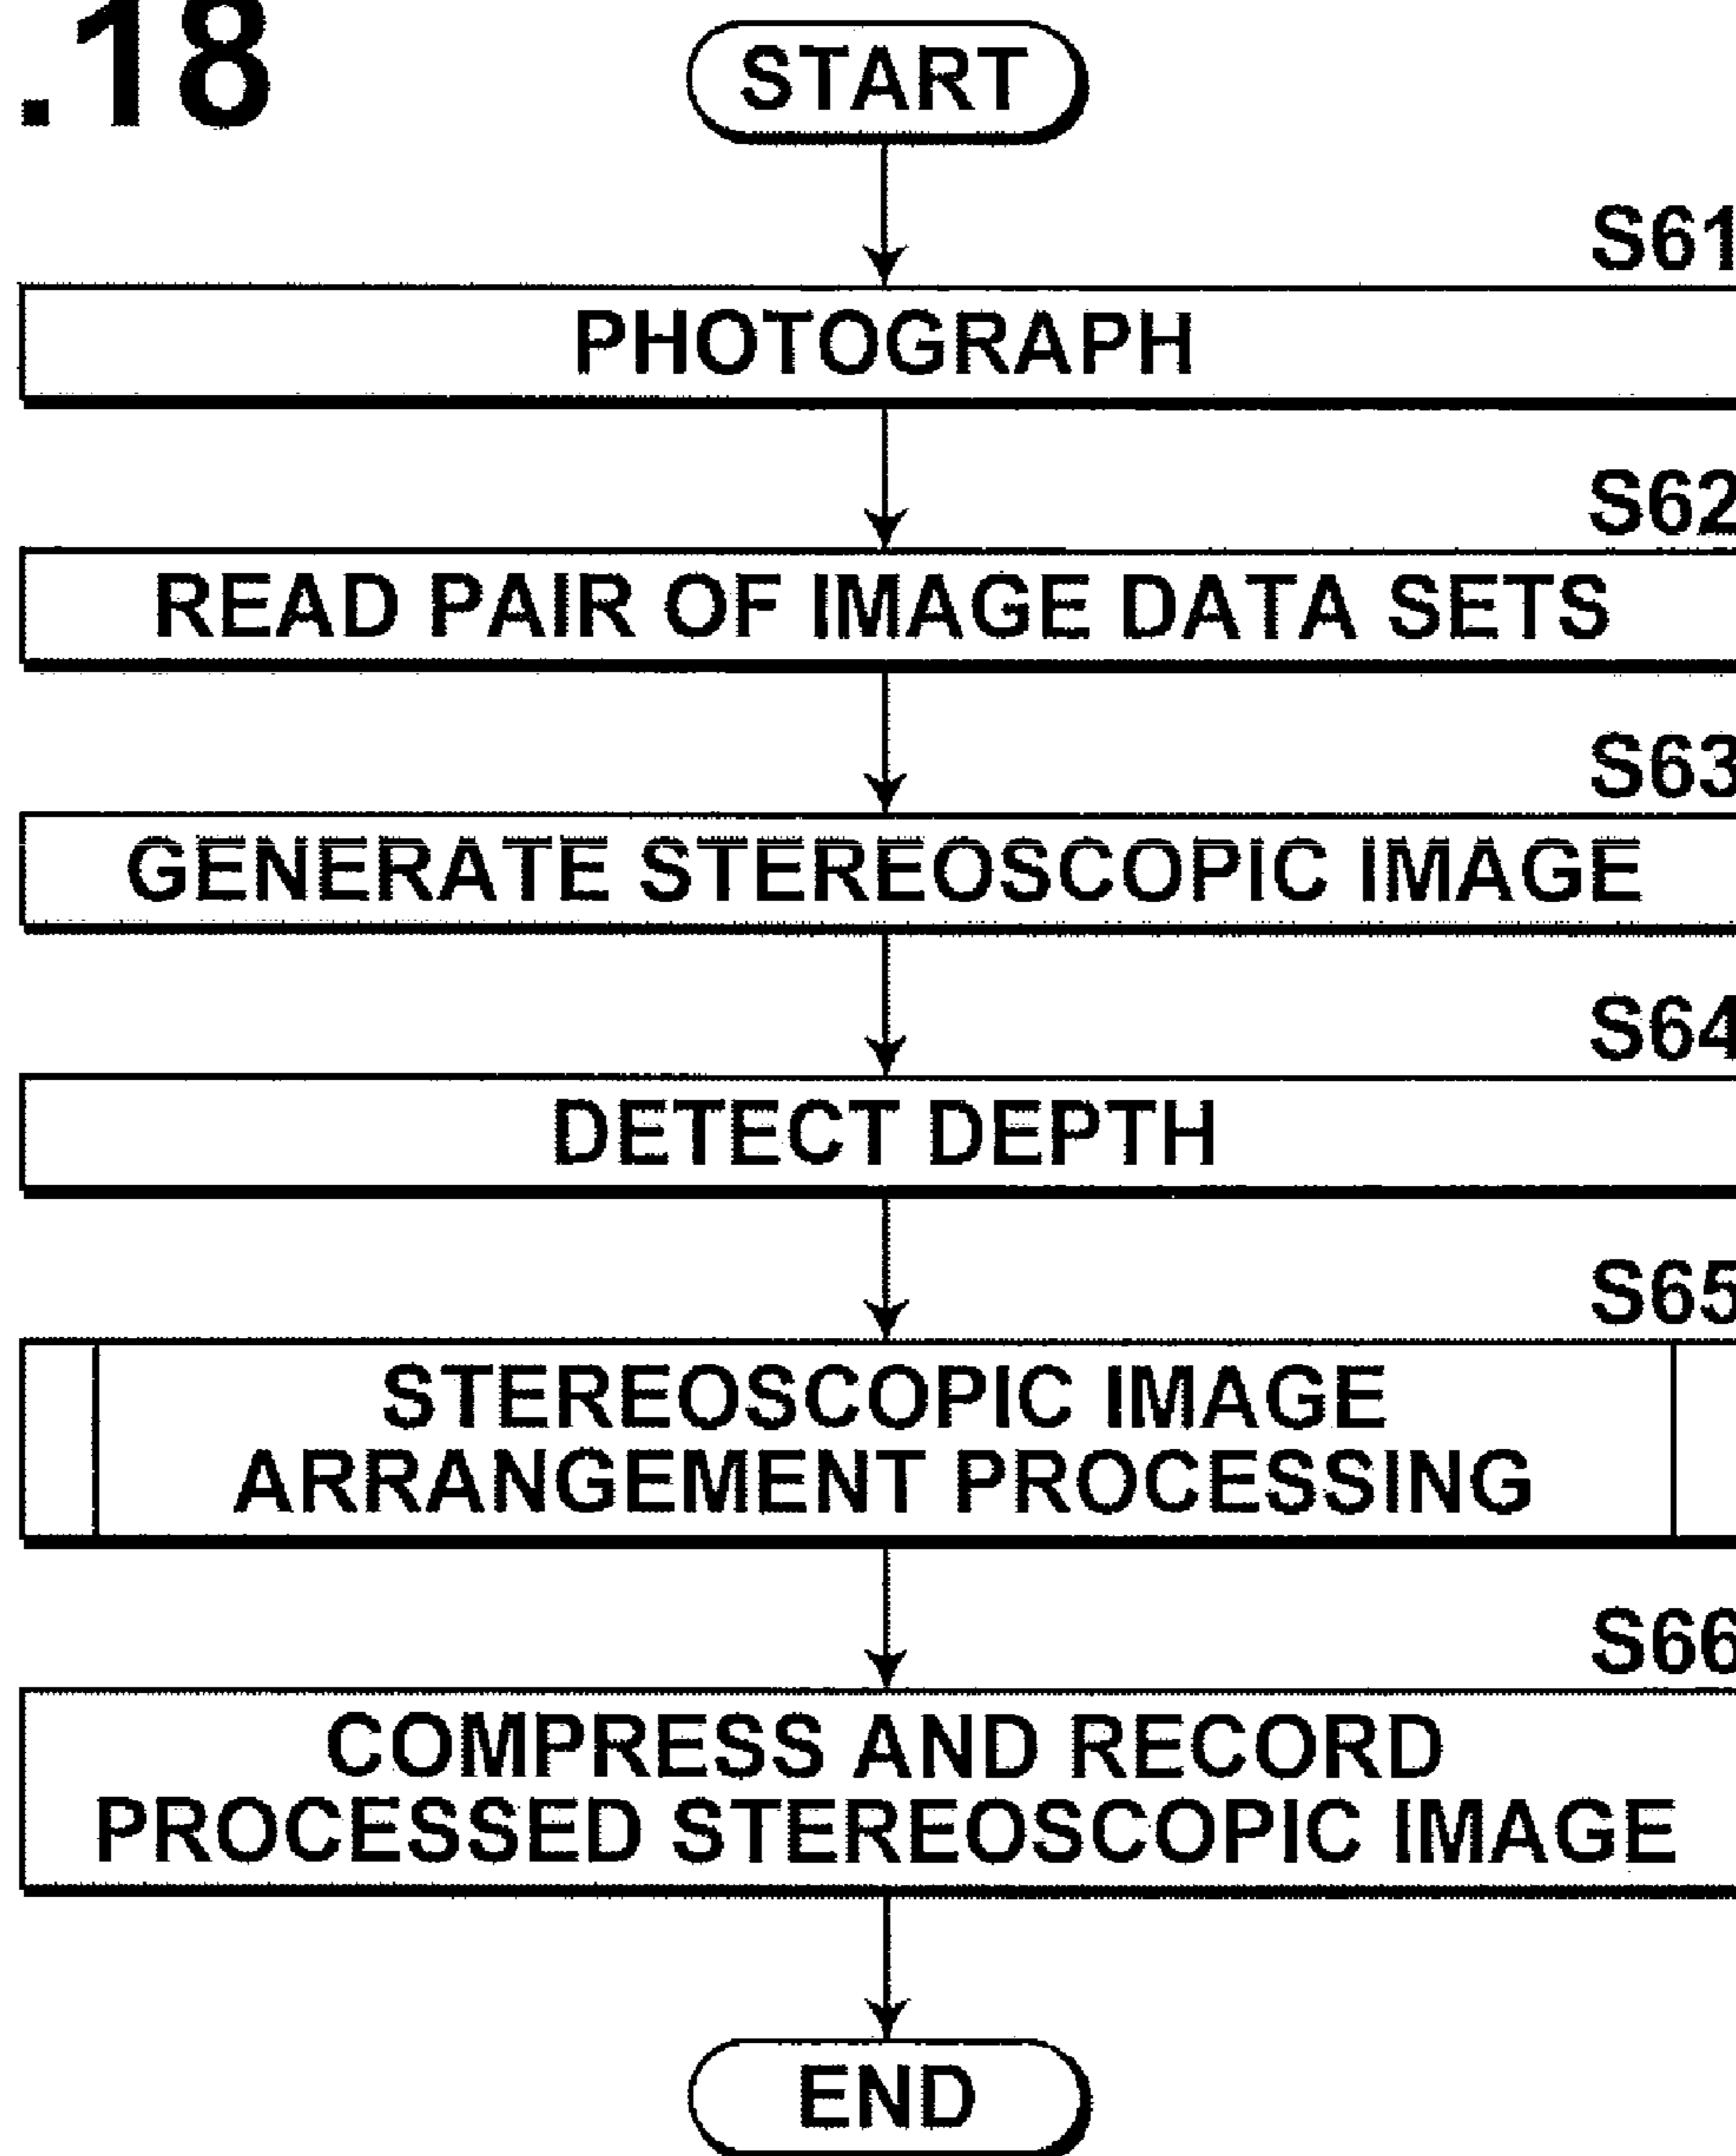 .18
START
S61
PHOTOGRAPH
S62
READ PAIR OF IMAGE DATA SETS
S63
GENERATE STEREOSCOPIC IMAGE
S64
DETECT DEPTH
S65
STEREOSCOPIC IMAGE
ARRANGEMENT PROCESSING
S66
COMPRESS AND RECORD
PROCESSED STEREOSCOPIC IMAGE
END